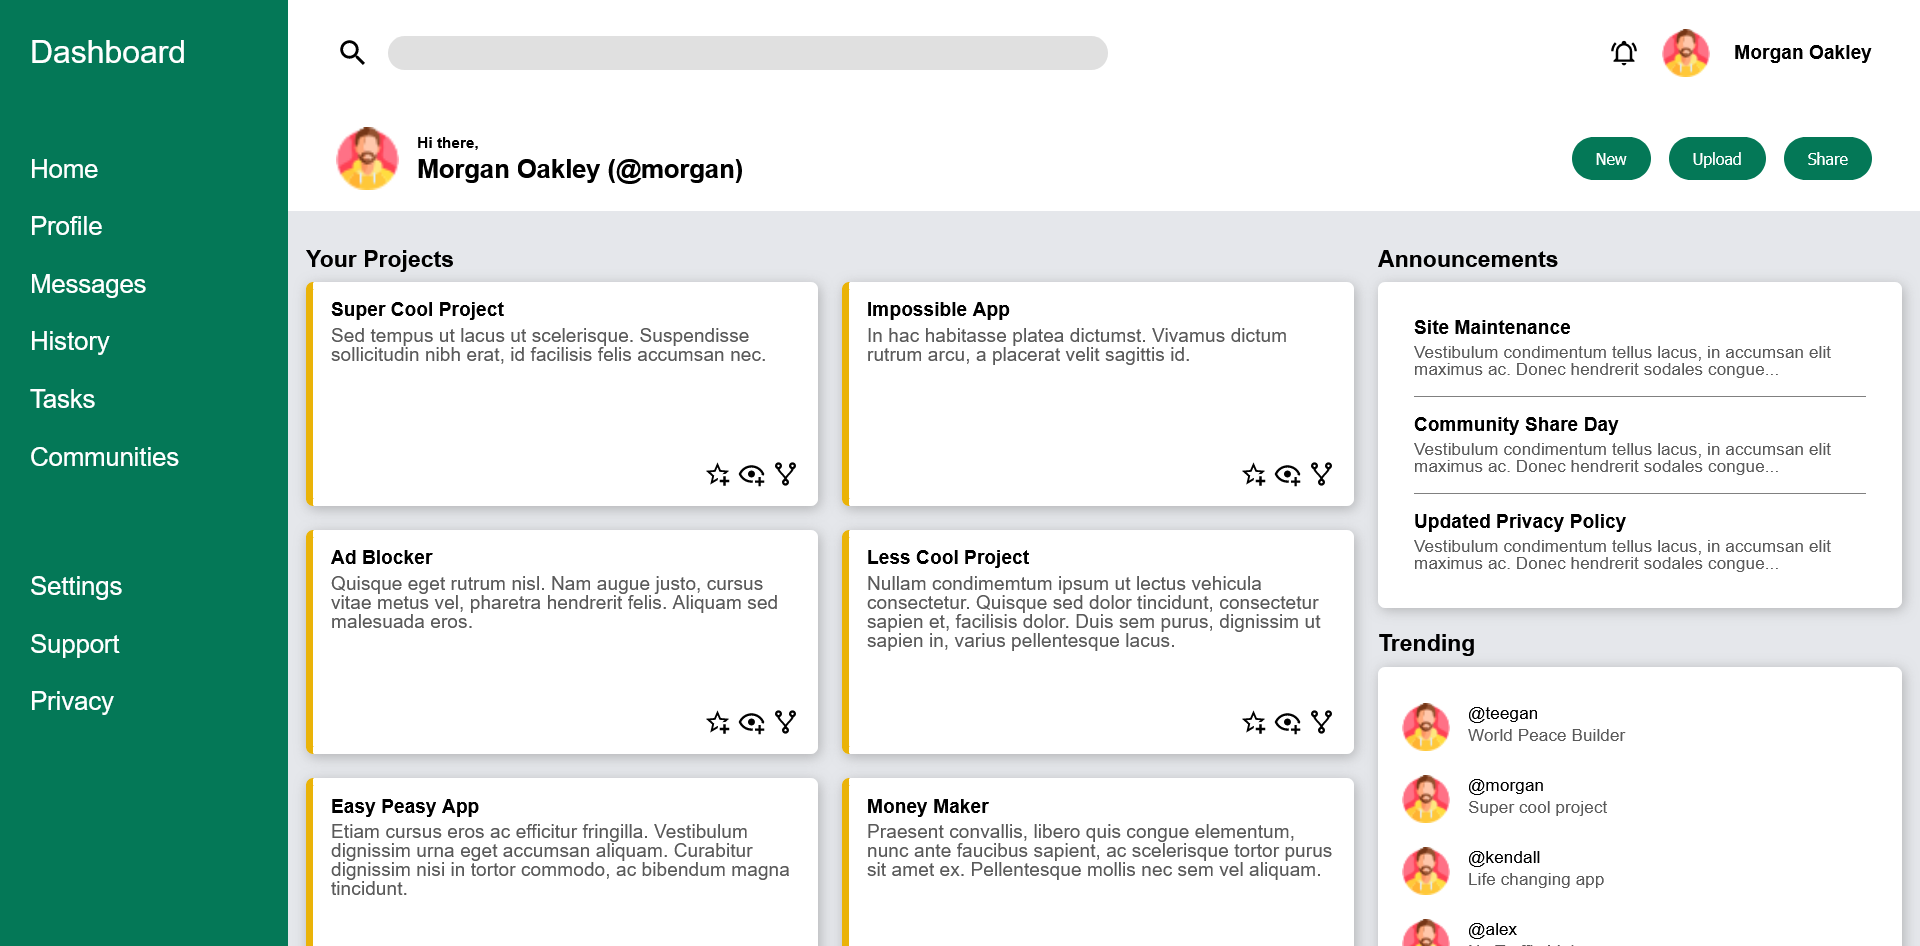 Dashboard
Home
Profile
Messages
History
Tasks
Communities
Settings
Support
Privacy
Morgan Oakley
Hi there,
Morgan Oakley (@morgan)
New
Upload
Share
Your Projects
Super Cool Project
Sed tempus ut lacus ut scelerisque. Suspendisse
sollicitudin nibh erat, id facilisis felis accumsan nec.
Impossible App
In hac habitasse platea dictumst. Vivamus dictum
rutrum arcu, a placerat velit sagittis id.
Ad Blocker
Quisque eget rutrum nisl. Nam augue justo, cursus
vitae metus vel, pharetra hendrerit felis. Aliquam sed
malesuada eros.
Less Cool Project
Nullam condimemtum ipsum ut lectus vehicula
consectetur. Quisque sed dolor tincidunt, consectetur
sapien et, facilisis dolor. Duis sem purus, dignissim ut
sapien in, varius pellentesque lacus.
Easy Peasy App
Etiam cursus eros ac efficitur fringilla. Vestibulum
dignissim urna eget accumsan aliquam. Curabitur
dignissim nisi in tortor commodo, ac bibendum magna
tincidunt.
Money Maker
Praesent convallis, libero quis congue elementum,
nunc ante faucibus sapient, ac scelerisque tortor purus
sit amet ex. Pellentesque mollis nec sem vel aliquam.
Announcements
Site Maintenance
Vestibulum condimentum tellus lacus, in accumsan elit
maximus ac. Donec hendrerit sodales congue...
Community Share Day
Vestibulum condimentum tellus lacus, in accumsan elit
maximus ac. Donec hendrerit sodales congue...
Updated Privacy Policy
Vestibulum condimentum tellus lacus, in accumsan elit
maximus ac. Donec hendrerit sodales congue...
Trending
@teegan
World Peace Builder
@morgan
Super cool project
@kendall
Life changing app
@alex